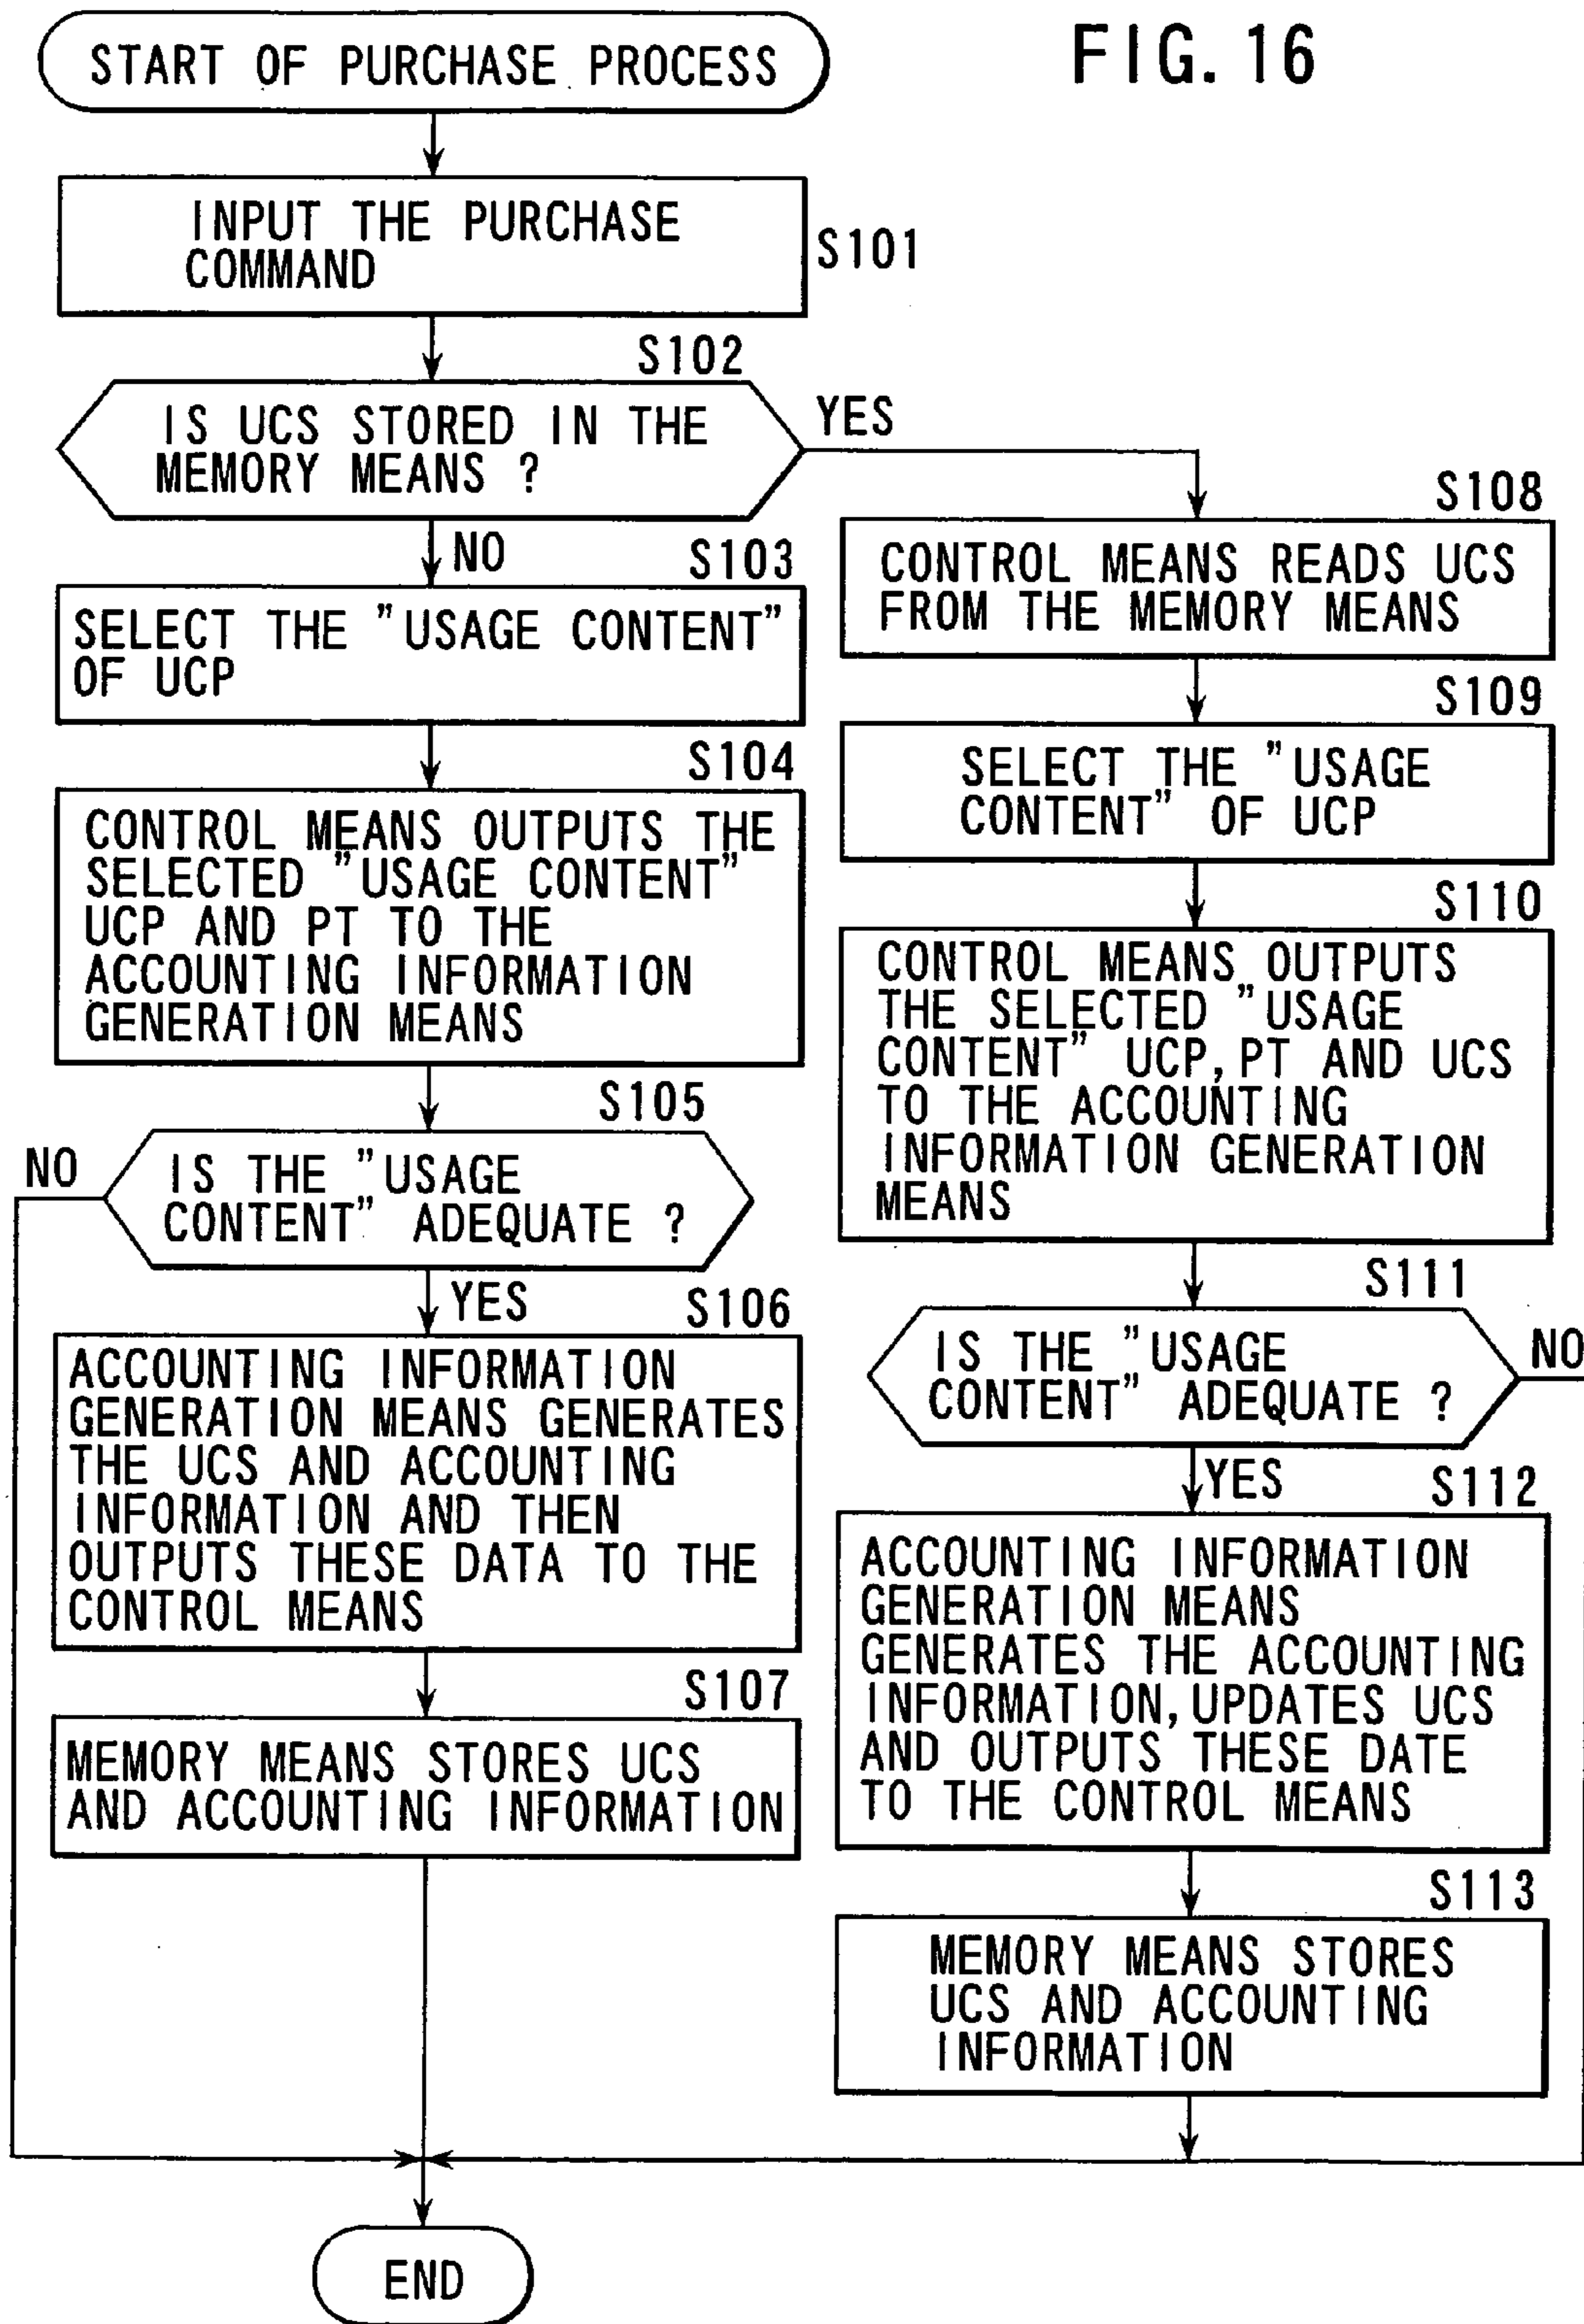 FIG. 16
START OF PURCHASE PROCESS
INPUT THE PURCHASE
COMMAND
S101
S102
IS UCS STORED IN THE
MEMORY MEANS ?
YES
NO
S103
SELECT THE "USAGE CONTENT"
OF UCP
S104
CONTROL MEANS OUTPUTS THE
SELECTED "USAGE CONTENT"
UCP AND PT TO THE
ACCOUNTING INFORMATION
GENERATION MEANS
S105
NO
IS THE "USAGE
CONTENT" ADEQUATE ?
YES
S106
ACCOUNTING INFORMATION
GENERATION MEANS GENERATES
THE UCS AND ACCOUNTING
INFORMATION AND THEN
OUTPUTS THESE DATA TO THE
CONTROL MEANS
S107
MEMORY MEANS STORES UCS
AND ACCOUNTING INFORMATION
S108
CONTROL MEANS READS UCS
FROM THE MEMORY MEANS
S109
SELECT THE "USAGE
CONTENT" OF UCP
S110
CONTROL MEANS OUTPUTS
THE SELECTED "USAGE
CONTENT" UCP, PT AND UCS
TO THE ACCOUNTING
INFORMATION GENERATION
MEANS
S111
IS THE "USAGE
CONTENT" ADEQUATE ?
NO
YES
S112
ACCOUNTING INFORMATION
GENERATION MEANS
GENERATES THE ACCOUNTING
INFORMATION, UPDATES UCS
AND OUTPUTS THESE DATE
TO THE CONTROL MEANS
S113
MEMORY MEANS STORES
UCS AND ACCOUNTING
INFORMATION
END